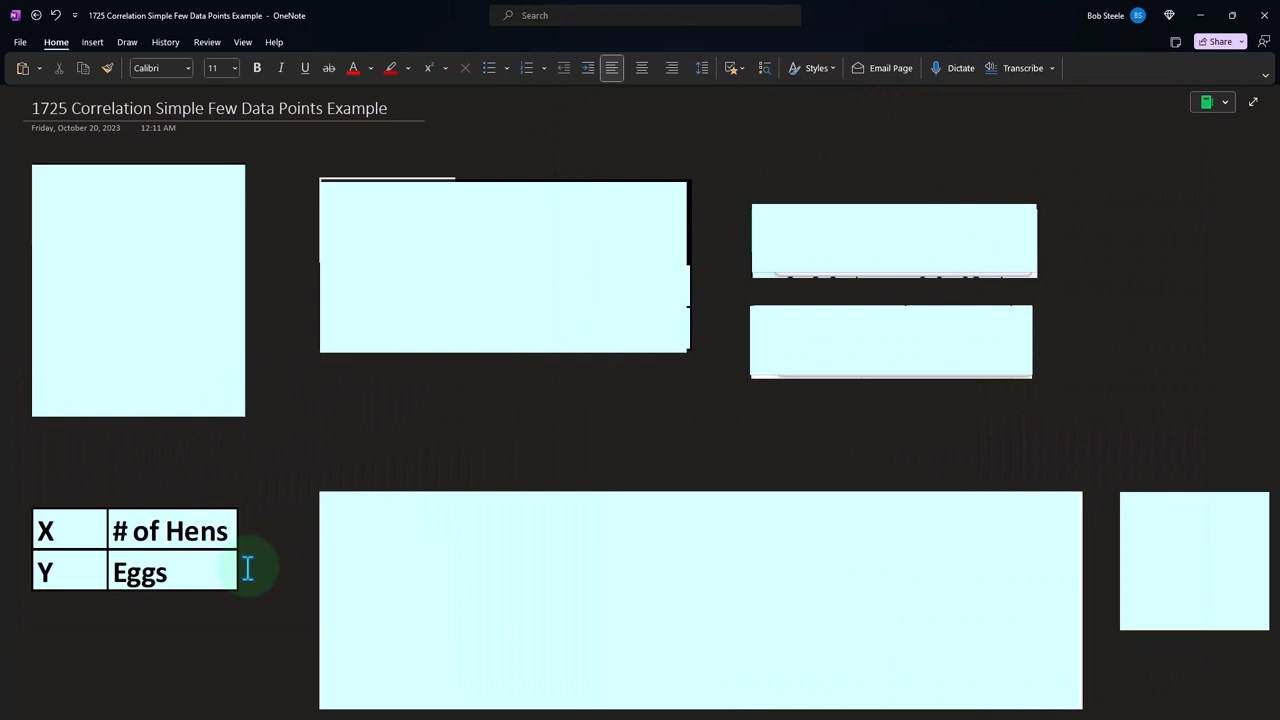 1725 Correlation Simple Few Data Points Example - OneNote
Search
Bob Steele
BS
File
Home
Insert
Draw
History
Review
View
Help
Share
Calibri
11
B
I
U
ab
A
x
Styles
Email Page
Dictate
Transcribe
1725 Correlation Simple Few Data Points Example
Friday, October 20, 2023
12:11 AM
X # of Hens
Y Eggs